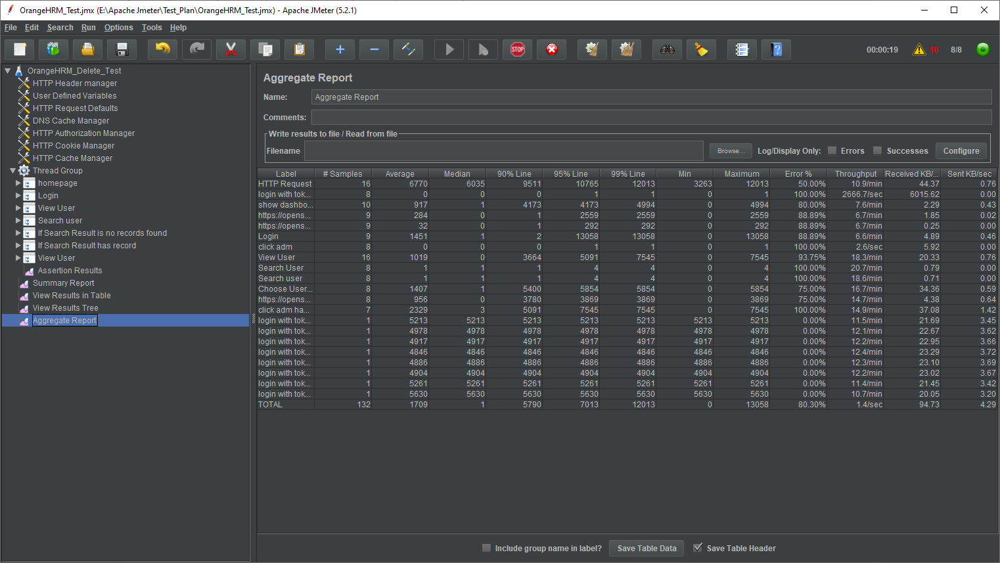 OrangeHRM_Test.jmx (E:\Apache Jmeter\Test_Plan\OrangeHRM_Test.jmx) - Apache JMeter (5.2.1)
File Edit Search Run Options Tools Help
STOP 00:00:19 16 8/8
OrangeHRM_Delete_Test
HTTP Header manager
User Defined Variables
HTTP Request Defaults
DNS Cache Manager
HTTP Authorization Manager
HTTP Cookie Manager
HTTP Cache Manager
Thread Group
homepage
Login
View User
Search user
If Search Result is no records found
If Search Result has record
View User
Assertion Results
Summary Report
View Results in Table
View Results Tree
Aggregate Report
Aggregate Report
Name: Aggregate Report
Comments:
Write results to file / Read from file
Filename Browse... Log/Display Only: Errors Successes Configure
Label # Samples Average Median 90% Line 95% Line 99% Line Min Maximum Error % Throughput Received KB/... Sent KB/sec
HTTP Request 16 6770 6035 9511 10765 12013 3263 12013 50.00% 10.9/min 44.37 0.76
login with tok... 8 0 0 0 1 1 0 1 100.00% 2666.7/sec 6015.62 0.00
show dashbo... 10 917 1 4173 4173 4994 0 4994 80.00% 7.6/min 2.29 0.43
https://opens... 9 284 0 1 2559 2559 0 2559 88.89% 6.7/min 1.85 0.02
https://opens... 9 32 0 1 292 292 0 292 88.89% 6.7/min 0.25 0.00
Login 9 1451 1 2 13058 13058 0 13058 88.89% 6.6/min 4.89 0.46
click adm 8 0 0 0 1 1 0 1 100.00% 2.6/sec 5.92 0.00
View User 16 1019 0 3664 5091 7545 0 7545 93.75% 18.3/min 20.33 0.76
Search User 8 1 1 1 4 4 0 4 100.00% 20.7/min 0.79 0.00
Search user 8 1 1 1 4 4 0 4 100.00% 18.6/min 0.71 0.00
Choose User... 8 1407 1 5400 5854 5854 0 5854 75.00% 16.7/min 34.36 0.59
https://opens... 8 956 0 3780 3869 3869 0 3869 75.00% 14.7/min 4.38 0.64
click adm ha... 7 2329 3 5091 7545 7545 0 7545 100.00% 14.9/min 37.08 1.42
login with tok... 1 5213 5213 5213 5213 5213 5213 5213 0.00% 11.5/min 21.69 3.45
login with tok... 1 4978 4978 4978 4978 4978 4978 4978 0.00% 12.1/min 22.67 3.62
login with tok... 1 4917 4917 4917 4917 4917 4917 4917 0.00% 12.2/min 22.95 3.66
login with tok... 1 4846 4846 4846 4846 4846 4846 4846 0.00% 12.4/min 23.29 3.72
login with tok... 1 4886 4886 4886 4886 4886 4886 4886 0.00% 12.3/min 23.10 3.69
login with tok... 1 4904 4904 4904 4904 4904 4904 4904 0.00% 12.2/min 23.02 3.67
login with tok... 1 5261 5261 5261 5261 5261 5261 5261 0.00% 11.4/min 21.45 3.42
login with tok... 1 5630 5630 5630 5630 5630 5630 5630 0.00% 10.7/min 20.05 3.20
TOTAL 132 1709 1 5790 7013 12013 0 13058 80.30% 1.4/sec 94.73 4.29
Include group name in label? Save Table Data Save Table Header